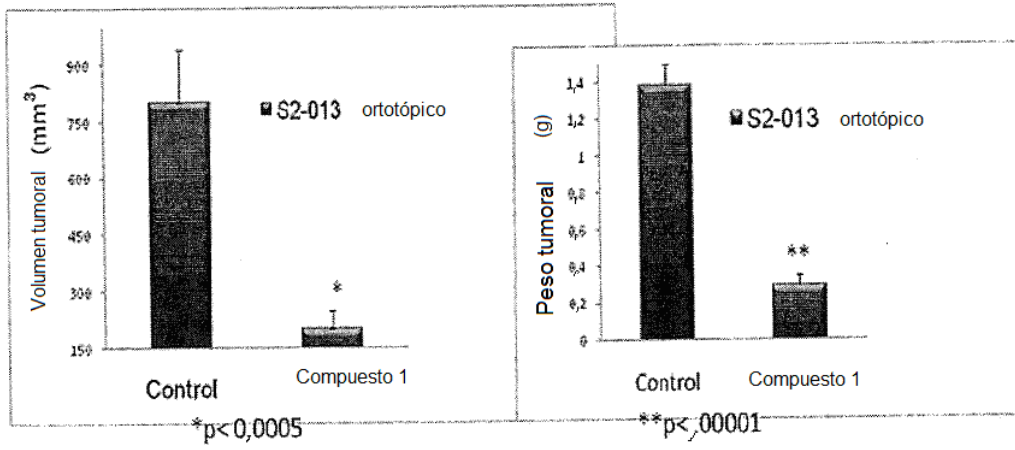 Volumen tumoral (mm³)
900
750
600
450
300
150
S2-013 ortotópico
*
Control
Compuesto 1
*p<0,0005
Peso tumoral (g)
1,4
1,2
1
0,8
0,6
0,4
0,2
0
S2-013 ortotópico
**
Control
Compuesto 1
**p<,00001